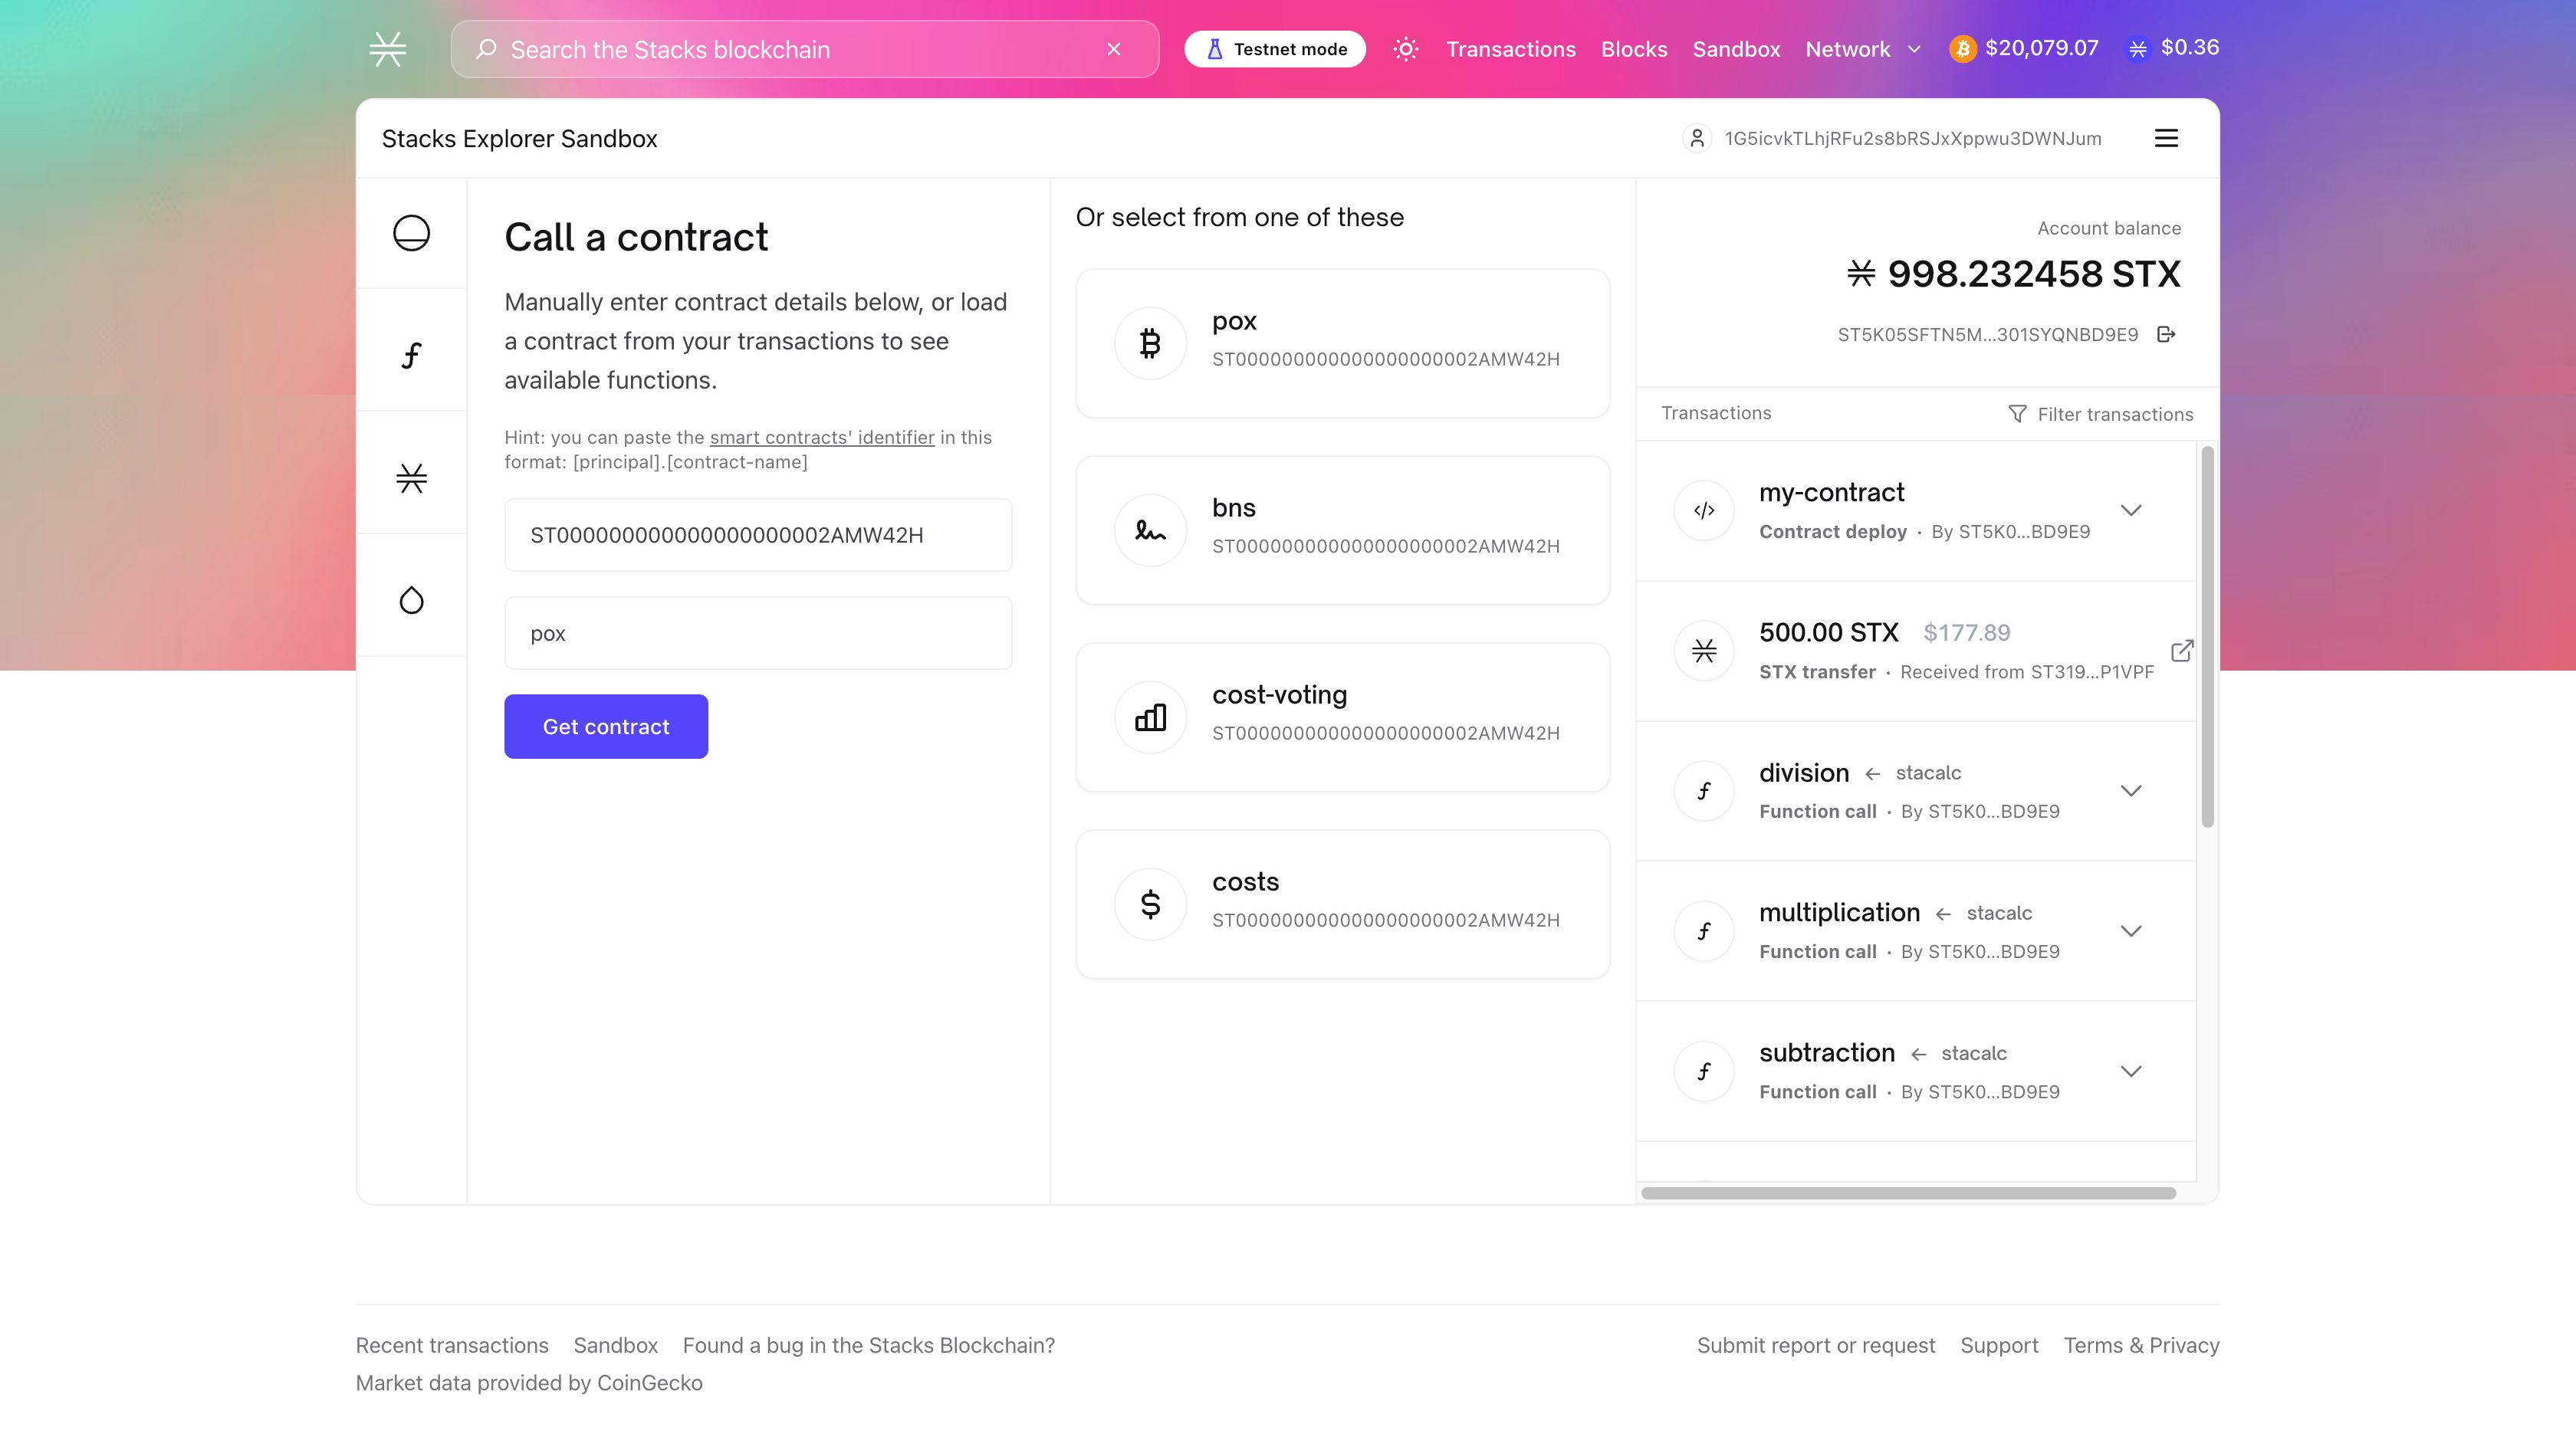 Search the Stacks blockchain
Testnet mode
Transactions
Blocks
Sandbox
Network
$20,079.07
$0.36
Stacks Explorer Sandbox
1G5icvkTLhjRFu2s8bRSJxXppwu3DWNJum
Call a contract
Manually enter contract details below, or load
a contract from your transactions to see
available functions.
Hint: you can paste the smart contracts' identifier in this
format: [principal].[contract-name]
ST000000000000000000002AMW42H
pox
Get contract
Or select from one of these
pox
ST000000000000000000002AMW42H
bns
ST000000000000000000002AMW42H
cost-voting
ST000000000000000000002AMW42H
costs
ST000000000000000000002AMW42H
Account balance
998.232458 STX
ST5K05SFTN5M…301SYQNBD9E9
Transactions
Filter transactions
my-contract
Contract deploy · By ST5K0…BD9E9
500.00 STX $177.89
STX transfer · Received from ST319…P1VPF
division ← stacalc
Function call · By ST5K0…BD9E9
multiplication ← stacalc
Function call · By ST5K0…BD9E9
subtraction ← stacalc
Function call · By ST5K0…BD9E9
Recent transactions
Sandbox
Found a bug in the Stacks Blockchain?
Submit report or request
Support
Terms & Privacy
Market data provided by CoinGecko